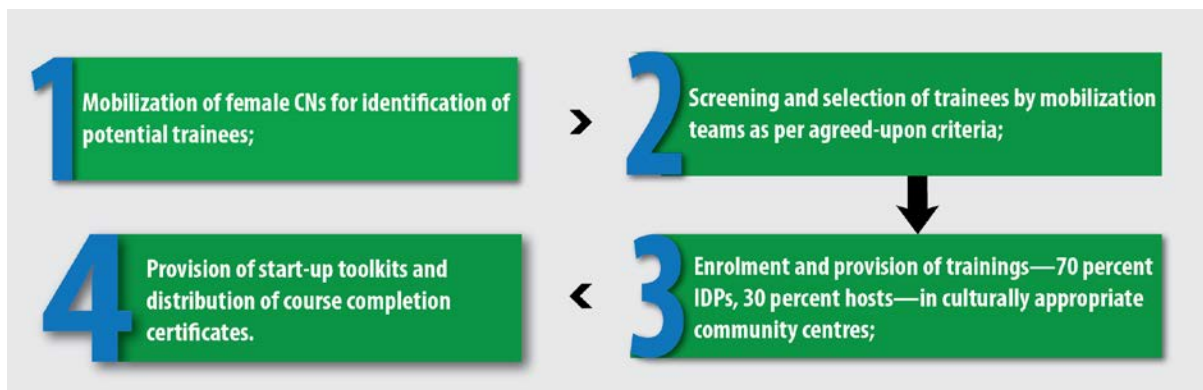 1
Mobilization of female CNs for identification of
potential trainees;
2
Screening and selection of trainees by mobilization
teams as per agreed-upon criteria;
3
Enrolment and provision of trainings—70 percent
IDPs, 30 percent hosts—in culturally appropriate
community centres;
4
Provision of start-up toolkits and
distribution of course completion
certificates.